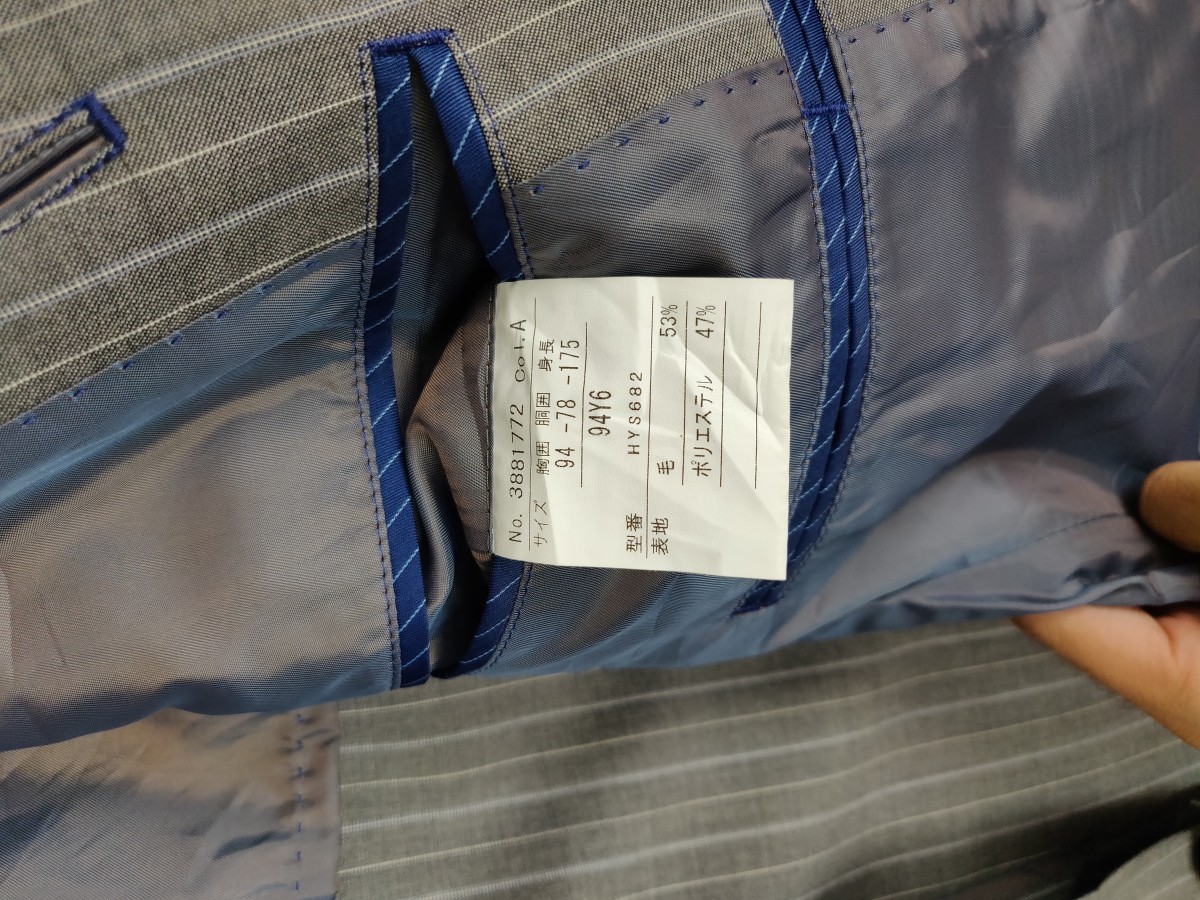 No. 3881772 Col.A
サイズ 胸囲 胴囲 身長
94 -78 -175
94Y6
型番 HYS682
表地 毛 53%
ポリエステル 47%